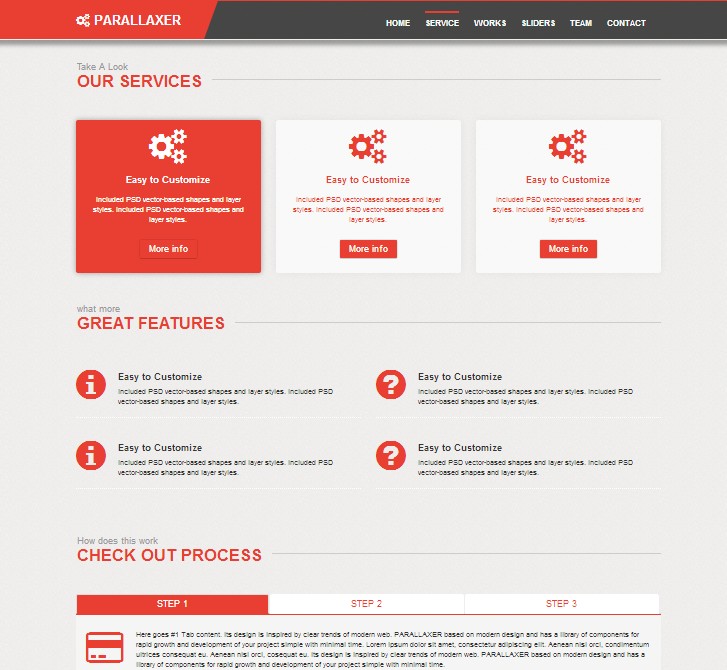 PARALLAXER
HOME SERVICE WORKS SLIDERS TEAM CONTACT
Take A Look
OUR SERVICES
Easy to Customize
Included PSD vector-based shapes and layer
styles. Included PSD vector-based shapes and
layer styles.
More info
Easy to Customize
Included PSD vector-based shapes and layer
styles. Included PSD vector-based shapes and
layer styles.
More info
Easy to Customize
Included PSD vector-based shapes and layer
styles. Included PSD vector-based shapes and
layer styles.
More info
what more
GREAT FEATURES
Easy to Customize
Included PSD vector-based shapes and layer styles. Included PSD
vector-based shapes and layer styles.
Easy to Customize
Included PSD vector-based shapes and layer styles. Included PSD
vector-based shapes and layer styles.
Easy to Customize
Included PSD vector-based shapes and layer styles. Included PSD
vector-based shapes and layer styles.
Easy to Customize
Included PSD vector-based shapes and layer styles. Included PSD
vector-based shapes and layer styles.
How does this work
CHECK OUT PROCESS
STEP 1 STEP 2 STEP 3
Here goes #1 Tab content. Its design is inspired by clear trends of modern web. PARALLAXER based on modern design and has a library of components for
rapid growth and development of your project simple with minimal time. Lorem ipsum dolor sit amet, consectetur adipiscing elit. Aenean nisl orci, condimentum
ultrices consequat eu. Aenean nisl orci, cosequat eu. Its design is inspired by clear trends of modern web. PARALLAXER based on modern design and has a
library of components for rapid growth and development of your project simple with minimal time.